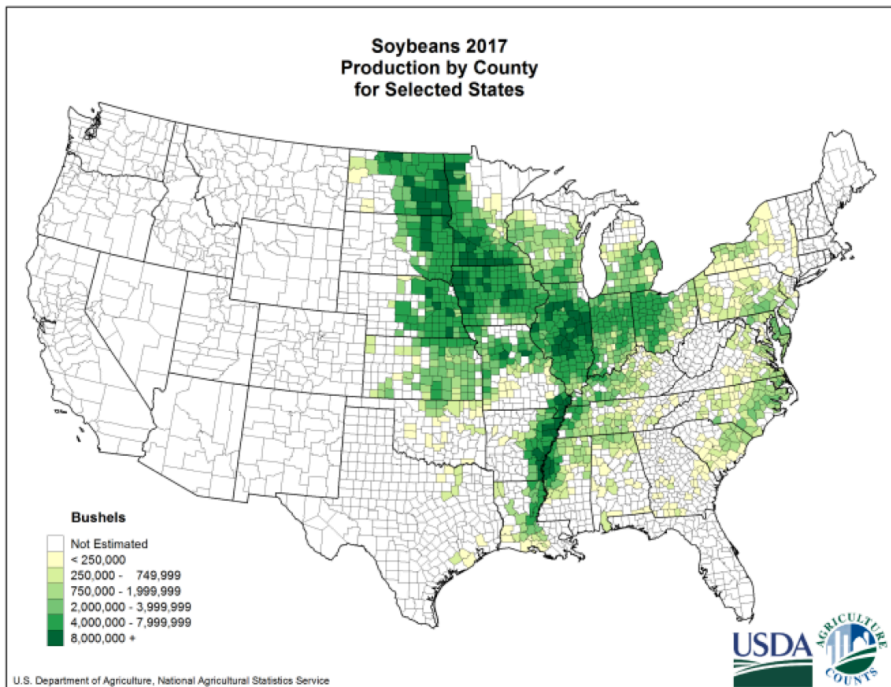 Soybeans 2017
Production by County
for Selected States
Bushels
Not Estimated
< 250,000
250,000 - 749,999
750,000 - 1,999,999
2,000,000 - 3,999,999
4,000,000 - 7,999,999
8,000,000 +
USDA
AGRICULTURE
COUNTS
U.S. Department of Agriculture, National Agricultural Statistics Service